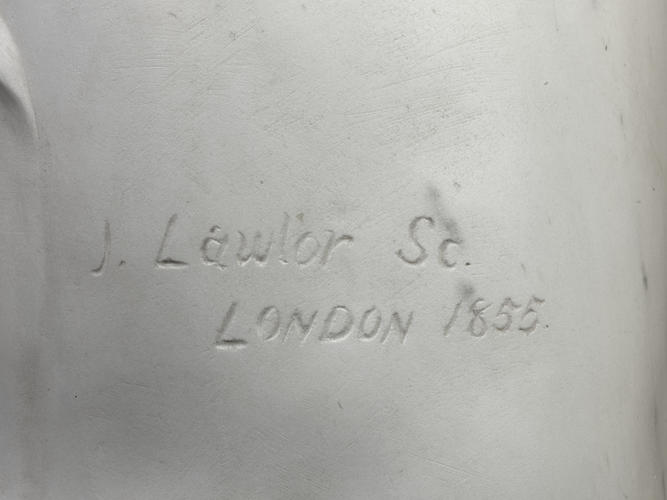 J. Lawlor Sc.
LONDON 1855.